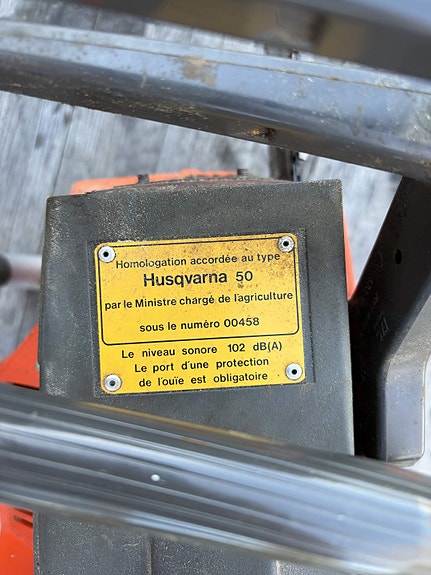 Homologation accordée au type
Husqvarna 50
par le Ministre chargé de l'agriculture
sous le numéro 00458
Le niveau sonore 102 dB(A)
Le port d'une protection
de l'ouïe est obligatoire